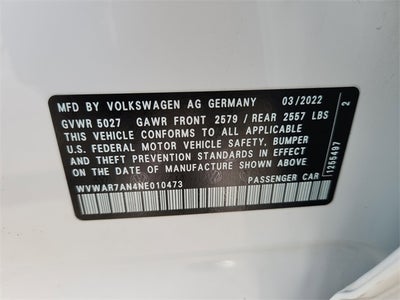 MFD BY VOLKSWAGEN AG GERMANY 03/2022
GVWR 5027 GAWR FRONT 2579 / REAR 2557 LBS
THIS VEHICLE CONFORMS TO ALL APPLICABLE
U.S. FEDERAL MOTOR VEHICLE SAFETY, BUMPER,
AND THEFT PREVENTION STANDARDS IN EFFECT
ON THE DATE OF MANUFACTURE SHOWN ABOVE.
WVWAR7AN4NE010473 PASSENGER CAR
2
1255497